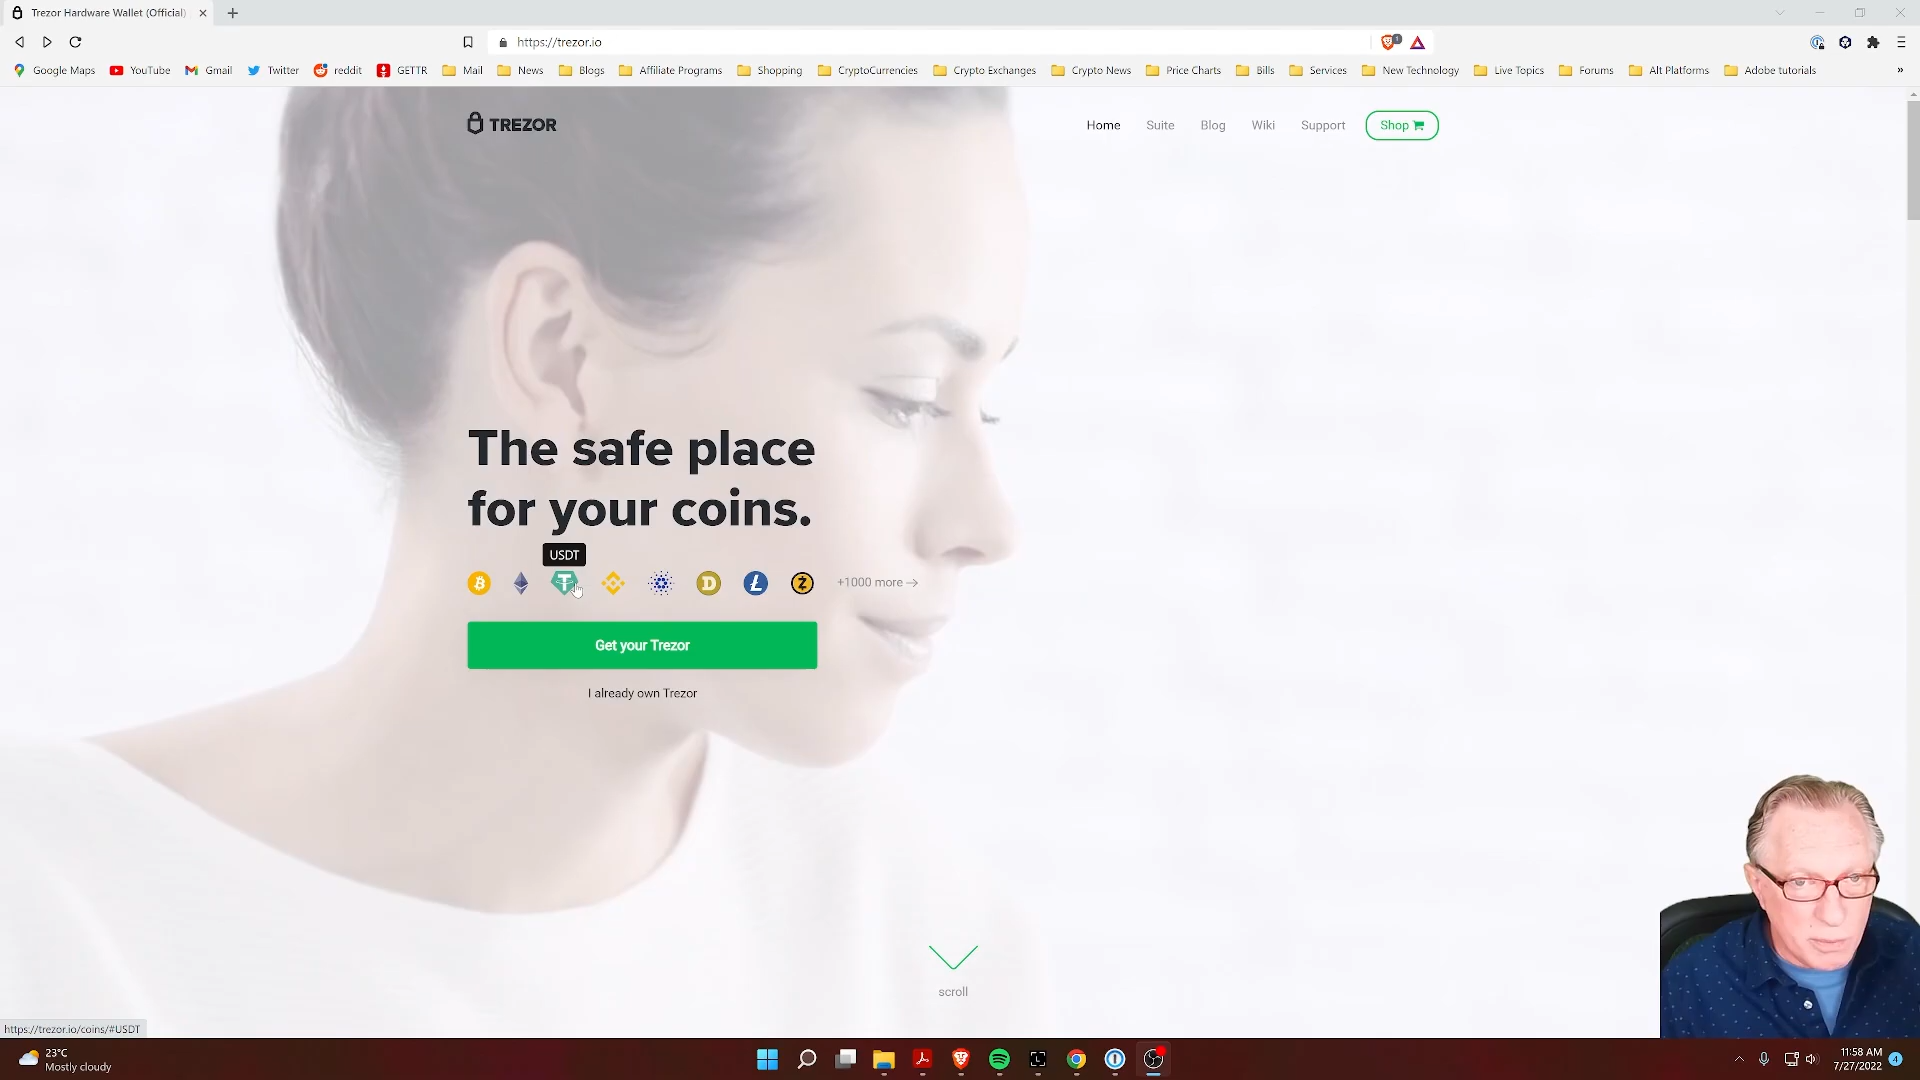 Trezor Hardware Wallet (Official)
https://trezor.io
1
Google Maps
YouTube
Gmail
Twitter
reddit
GETTR
Mail
News
Blogs
Affiliate Programs
Shopping
CryptoCurrencies
Crypto Exchanges
Crypto News
Price Charts
Bills
Services
New Technology
Live Topics
Forums
Alt Platforms
Adobe tutorials
TREZOR
Home
Suite
Blog
Wiki
Support
Shop
The safe place
for your coins.
USDT
+1000 more →
Get your Trezor
I already own Trezor
scroll
https://trezor.io/coins/#USDT
23°C
Mostly cloudy
11:58 AM
7/27/2022
4